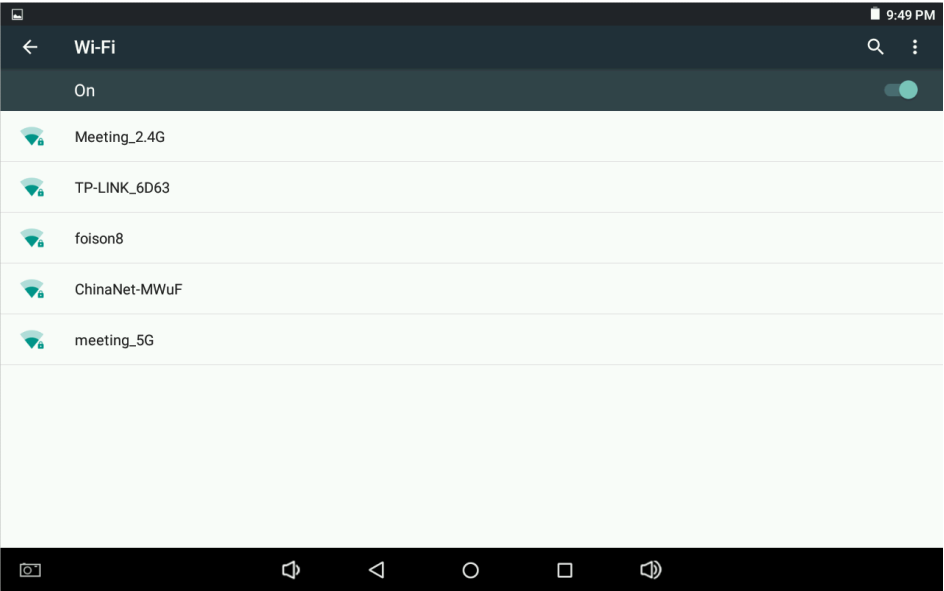 9:49 PM
Wi-Fi
On
Meeting_2.4G
TP-LINK_6D63
foison8
ChinaNet-MWuF
meeting_5G